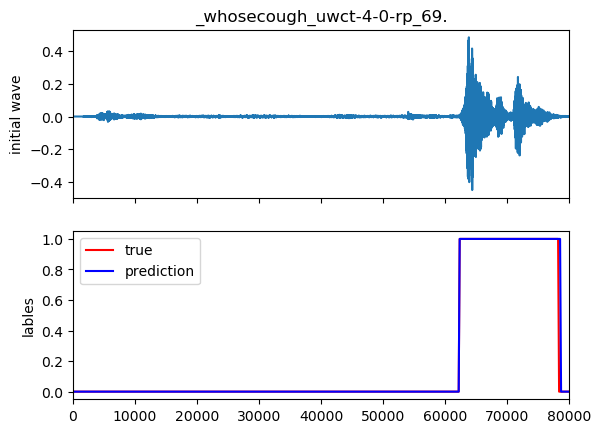 _whosecough_uwct-4-0-rp_69.
initial wave
0.4
0.2
0.0
−0.2
−0.4
lables
1.0
0.8
0.6
0.4
0.2
0.0
true
prediction
0 10000 20000 30000 40000 50000 60000 70000 80000